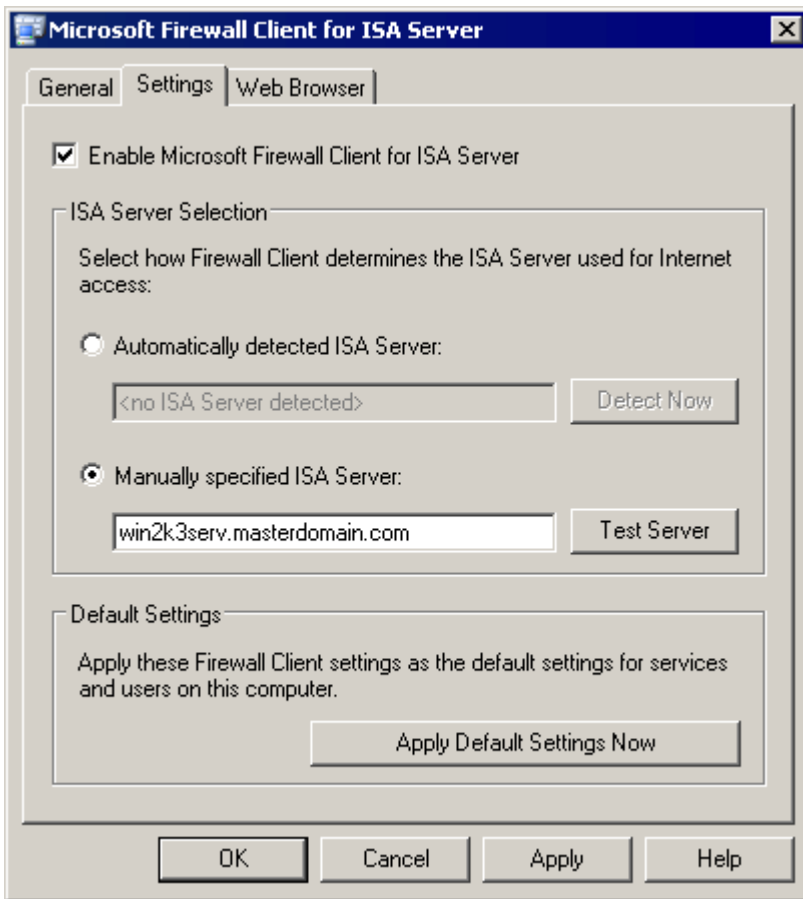 Microsoft Firewall Client for ISA Server
General Settings Web Browser
Enable Microsoft Firewall Client for ISA Server
ISA Server Selection
Select how Firewall Client determines the ISA Server used for Internet
access:
Automatically detected ISA Server:
<no ISA Server detected> Detect Now
Manually specified ISA Server:
win2k3serv.masterdomain.com Test Server
Default Settings
Apply these Firewall Client settings as the default settings for services
and users on this computer.
Apply Default Settings Now
OK Cancel Apply Help